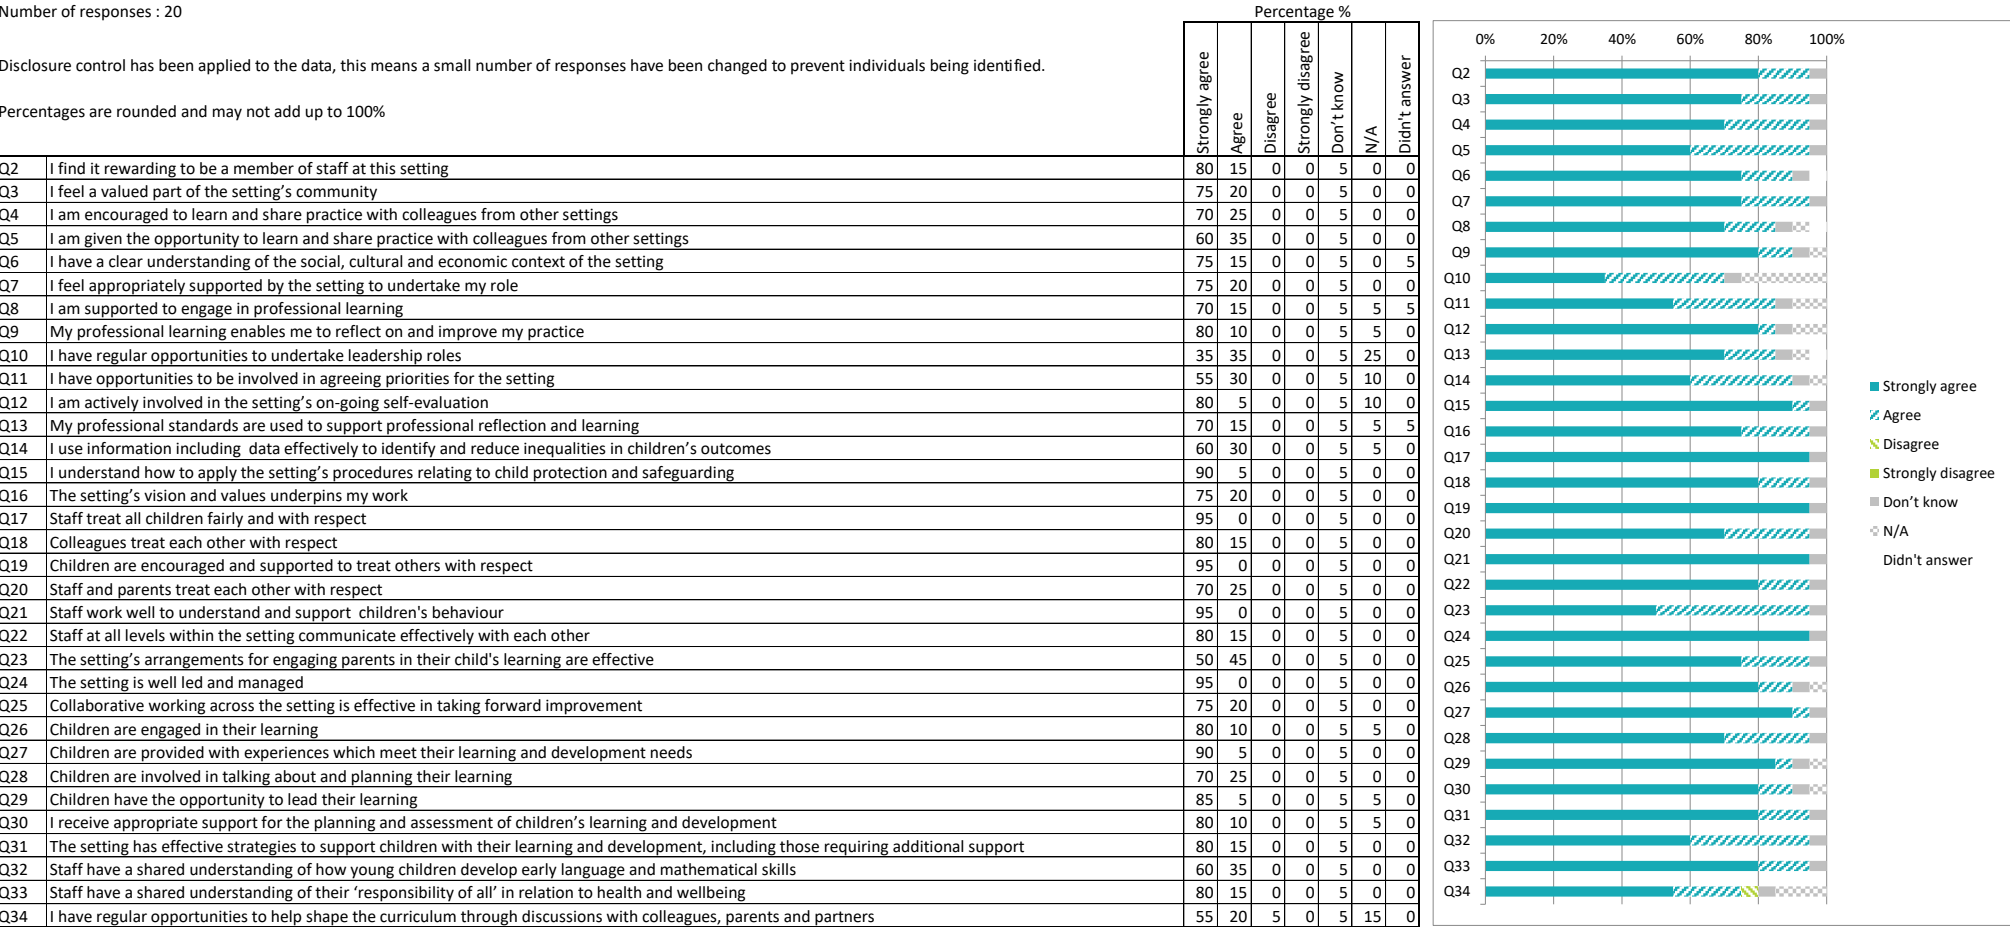 Number of responses : 20
Percentage %
Disclosure control has been applied to the data, this means a small number of responses have been changed to prevent individuals being identified.
Percentages are rounded and may not add up to 100%
Strongly agree
Agree
Disagree
Strongly disagree
Don't know
N/A
Didn't answer
Q2 I find it rewarding to be a member of staff at this setting 80 15 0 0 5 0 0
Q3 I feel a valued part of the setting's community 75 20 0 0 5 0 0
Q4 I am encouraged to learn and share practice with colleagues from other settings 70 25 0 0 5 0 0
Q5 I am given the opportunity to learn and share practice with colleagues from other settings 60 35 0 0 5 0 0
Q6 I have a clear understanding of the social, cultural and economic context of the setting 75 15 0 0 5 0 5
Q7 I feel appropriately supported by the setting to undertake my role 75 20 0 0 5 0 0
Q8 I am supported to engage in professional learning 70 15 0 0 5 5 5
Q9 My professional learning enables me to reflect on and improve my practice 80 10 0 0 5 5 0
Q10 I have regular opportunities to undertake leadership roles 35 35 0 0 5 25 0
Q11 I have opportunities to be involved in agreeing priorities for the setting 55 30 0 0 5 10 0
Q12 I am actively involved in the setting's on-going self-evaluation 80 5 0 0 5 10 0
Q13 My professional standards are used to support professional reflection and learning 70 15 0 0 5 5 5
Q14 I use information including data effectively to identify and reduce inequalities in children's outcomes 60 30 0 0 5 5 0
Q15 I understand how to apply the setting's procedures relating to child protection and safeguarding 90 5 0 0 5 0 0
Q16 The setting's vision and values underpins my work 75 20 0 0 5 0 0
Q17 Staff treat all children fairly and with respect 95 0 0 0 5 0 0
Q18 Colleagues treat each other with respect 80 15 0 0 5 0 0
Q19 Children are encouraged and supported to treat others with respect 95 0 0 0 5 0 0
Q20 Staff and parents treat each other with respect 70 25 0 0 5 0 0
Q21 Staff work well to understand and support children's behaviour 95 0 0 0 5 0 0
Q22 Staff at all levels within the setting communicate effectively with each other 80 15 0 0 5 0 0
Q23 The setting's arrangements for engaging parents in their child's learning are effective 50 45 0 0 5 0 0
Q24 The setting is well led and managed 95 0 0 0 5 0 0
Q25 Collaborative working across the setting is effective in taking forward improvement 75 20 0 0 5 0 0
Q26 Children are engaged in their learning 80 10 0 0 5 5 0
Q27 Children are provided with experiences which meet their learning and development needs 90 5 0 0 5 0 0
Q28 Children are involved in talking about and planning their learning 70 25 0 0 5 0 0
Q29 Children have the opportunity to lead their learning 85 5 0 0 5 5 0
Q30 I receive appropriate support for the planning and assessment of children's learning and development 80 10 0 0 5 5 0
Q31 The setting has effective strategies to support children with their learning and development, including those requiring additional support 80 15 0 0 5 0 0
Q32 Staff have a shared understanding of how young children develop early language and mathematical skills 60 35 0 0 5 0 0
Q33 Staff have a shared understanding of their 'responsibility of all' in relation to health and wellbeing 80 15 0 0 5 0 0
Q34 I have regular opportunities to help shape the curriculum through discussions with colleagues, parents and partners 55 20 5 0 5 15 0
0% 20% 40% 60% 80% 100%
Q2
Q3
Q4
Q5
Q6
Q7
Q8
Q9
Q10
Q11
Q12
Q13
Q14
Q15
Q16
Q17
Q18
Q19
Q20
Q21
Q22
Q23
Q24
Q25
Q26
Q27
Q28
Q29
Q30
Q31
Q32
Q33
Q34
Strongly agree
Agree
Disagree
Strongly disagree
Don't know
N/A
Didn't answer